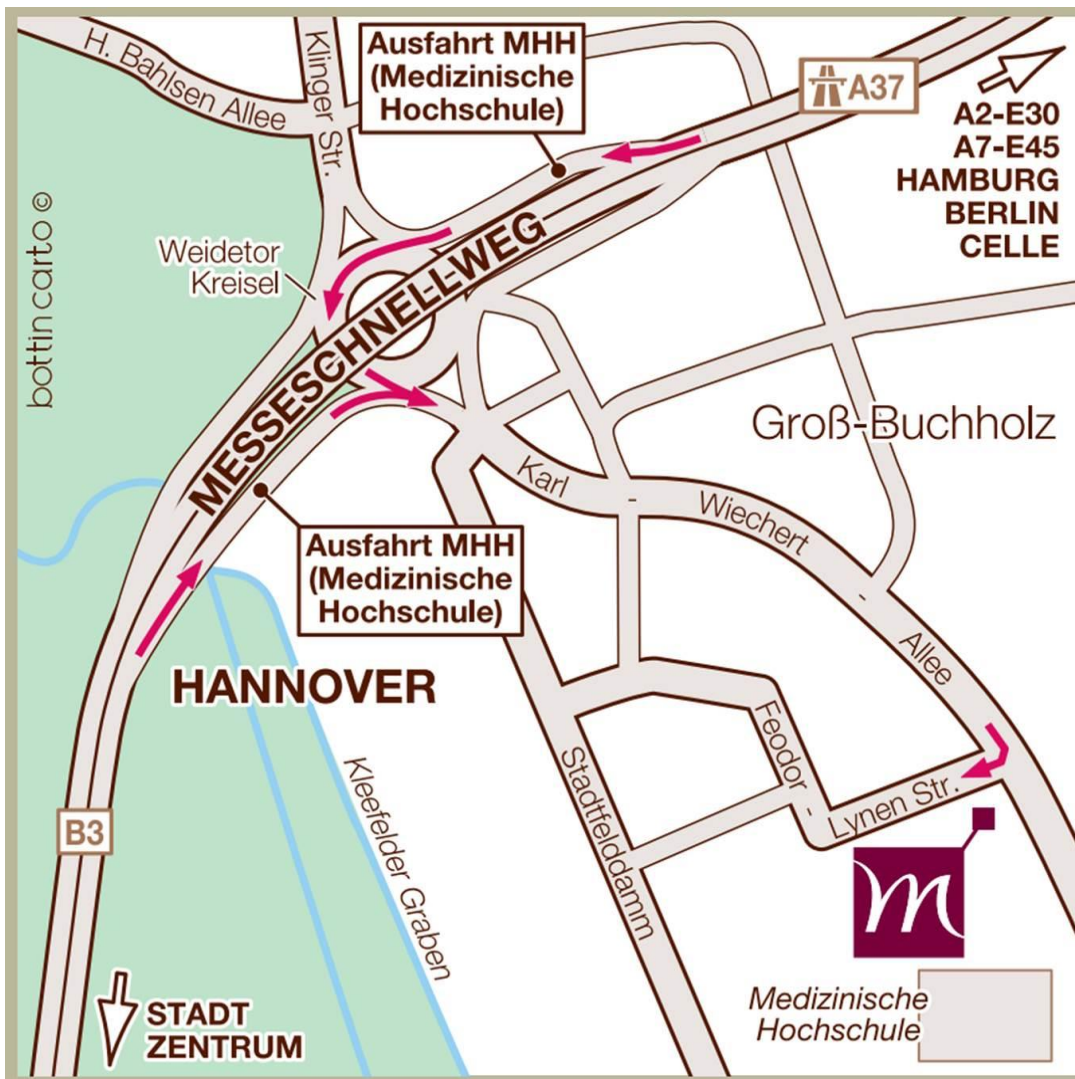 H. Bahlsen Allee
Klinger Str.
Ausfahrt MHH
(Medizinische
Hochschule)
A37
A2-E30
A7-E45
HAMBURG
BERLIN
CELLE
bottin carto ©
Weidetor
Kreisel
MESSESCHNELLWEG
Groß-Buchholz
Karl - Wiechert - Allee
Ausfahrt MHH
(Medizinische
Hochschule)
HANNOVER
Kleefelder Graben
Stadtfelddamm
Feodor - Lynen Str.
B3
m
Medizinische
Hochschule
STADT
ZENTRUM